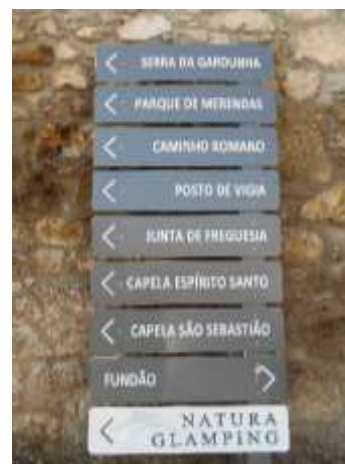 SERRA DA GARDUNHA
PARQUE DE MERENDAS
CAMINHO ROMANO
POSTO DE VIGIA
JUNTA DE FREGUESIA
CAPELA ESPÍRITO SANTO
CAPELA SÃO SEBASTIÃO
FUNDÃO
NATURA
GLAMPING